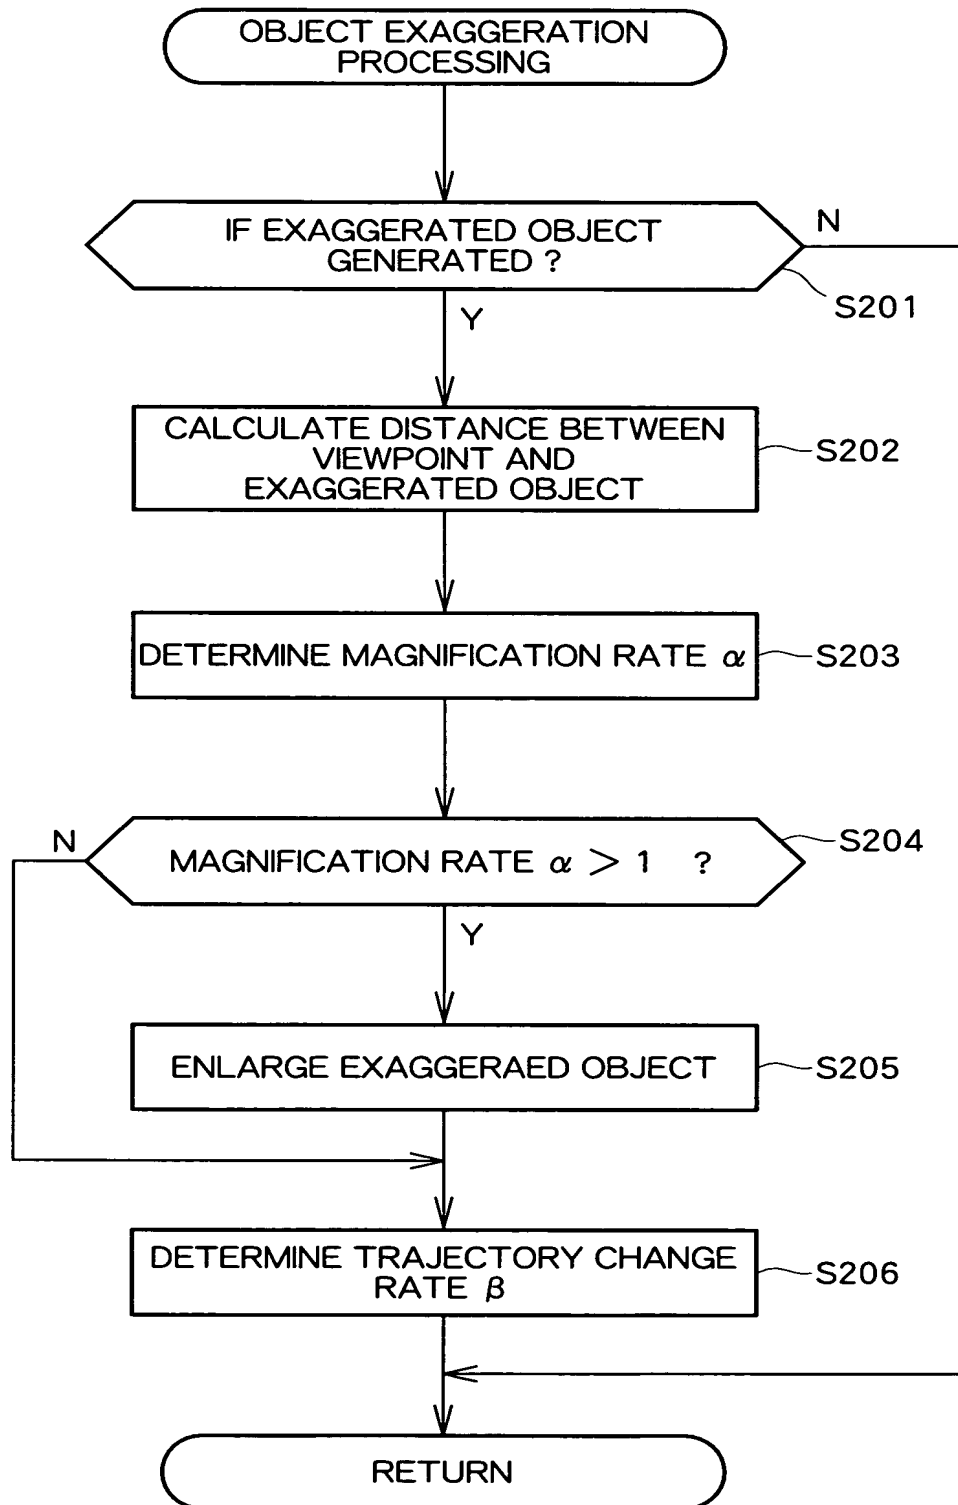 OBJECT EXAGGERATION
PROCESSING
IF EXAGGERATED OBJECT
GENERATED ?
N
S201
Y
CALCULATE DISTANCE BETWEEN
VIEWPOINT AND
EXAGGERATED OBJECT
S202
DETERMINE MAGNIFICATION RATE α
S203
N
MAGNIFICATION RATE α > 1 ?
S204
Y
ENLARGE EXAGGERAED OBJECT
S205
DETERMINE TRAJECTORY CHANGE
RATE β
S206
RETURN